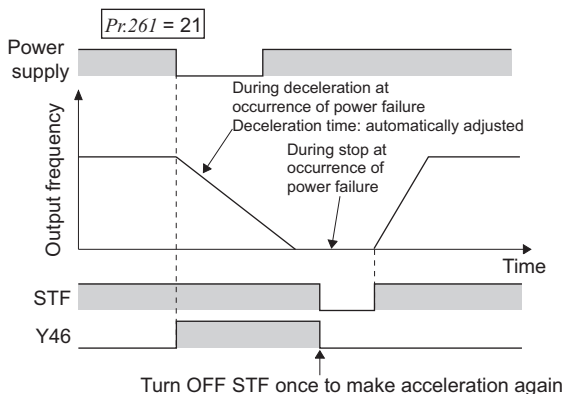 Pr.261 = 21
Power
supply
During deceleration at
occurrence of power failure
Deceleration time: automatically adjusted
During stop at
occurrence of
power failure
Output frequency
Time
STF
Y46
Turn OFF STF once to make acceleration again